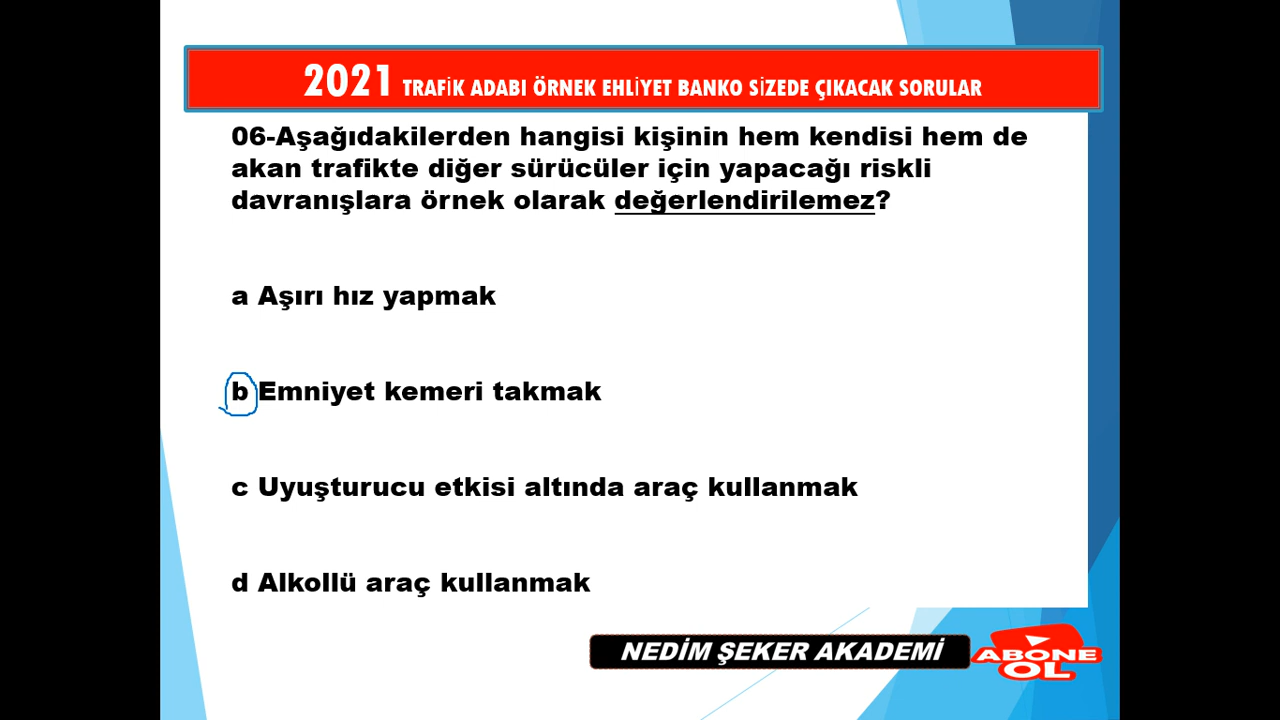 2021 TRAFİK ADABI ÖRNEK EHLİYET BANKO SİZEDE ÇIKACAK SORULAR
06-Aşağıdakilerden hangisi kişinin hem kendisi hem de
akan trafikte diğer sürücüler için yapacağı riskli
davranışlara örnek olarak değerlendirilemez?
a Aşırı hız yapmak
b Emniyet kemeri takmak
c Uyuşturucu etkisi altında araç kullanmak
d Alkollü araç kullanmak
NEDİM ŞEKER AKADEMİ
ABONE
OL